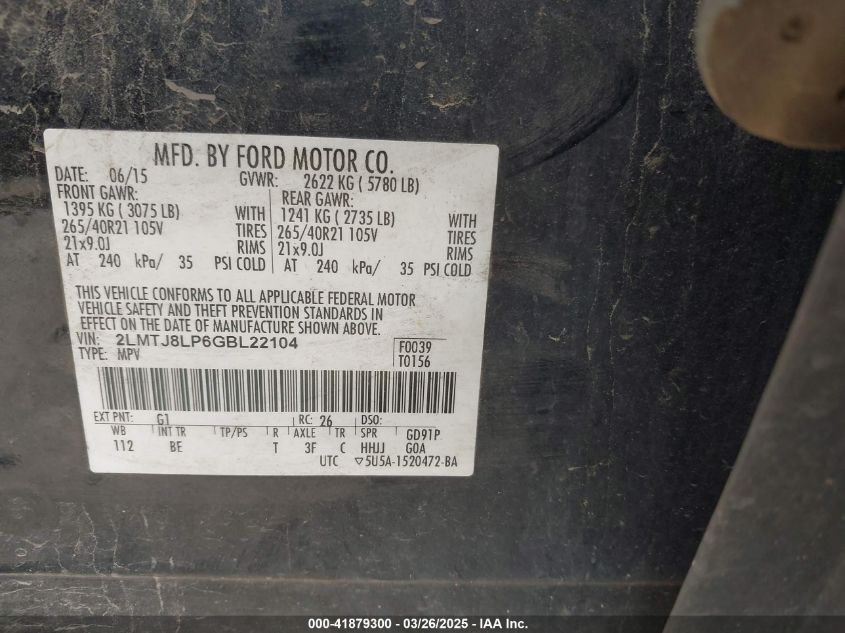 MFD. BY FORD MOTOR CO.
DATE: 06/15 GVWR: 2622 KG ( 5780 LB)
FRONT GAWR: REAR GAWR:
1395 KG ( 3075 LB) WITH 1241 KG ( 2735 LB) WITH
265/40R21 105V TIRES 265/40R21 105V TIRES
21x9.0J RIMS 21x9.0J RIMS
AT 240 kPa/ 35 PSI COLD AT 240 kPa/ 35 PSI COLD
THIS VEHICLE CONFORMS TO ALL APPLICABLE FEDERAL MOTOR
VEHICLE SAFETY AND THEFT PREVENTION STANDARDS IN
EFFECT ON THE DATE OF MANUFACTURE SHOWN ABOVE.
VIN: 2LMTJ8LP6GBL22104 F0039
TYPE: MPV T0156
EXT PNT: G1 RC: 26 DSO:
WB INT TR TP/PS R AXLE TR SPR GD91P
112 BE T 3F C HHJJ G0A
UTC ▽5U5A-1520472-BA
000-41879300 - 03/26/2025 - IAA Inc.